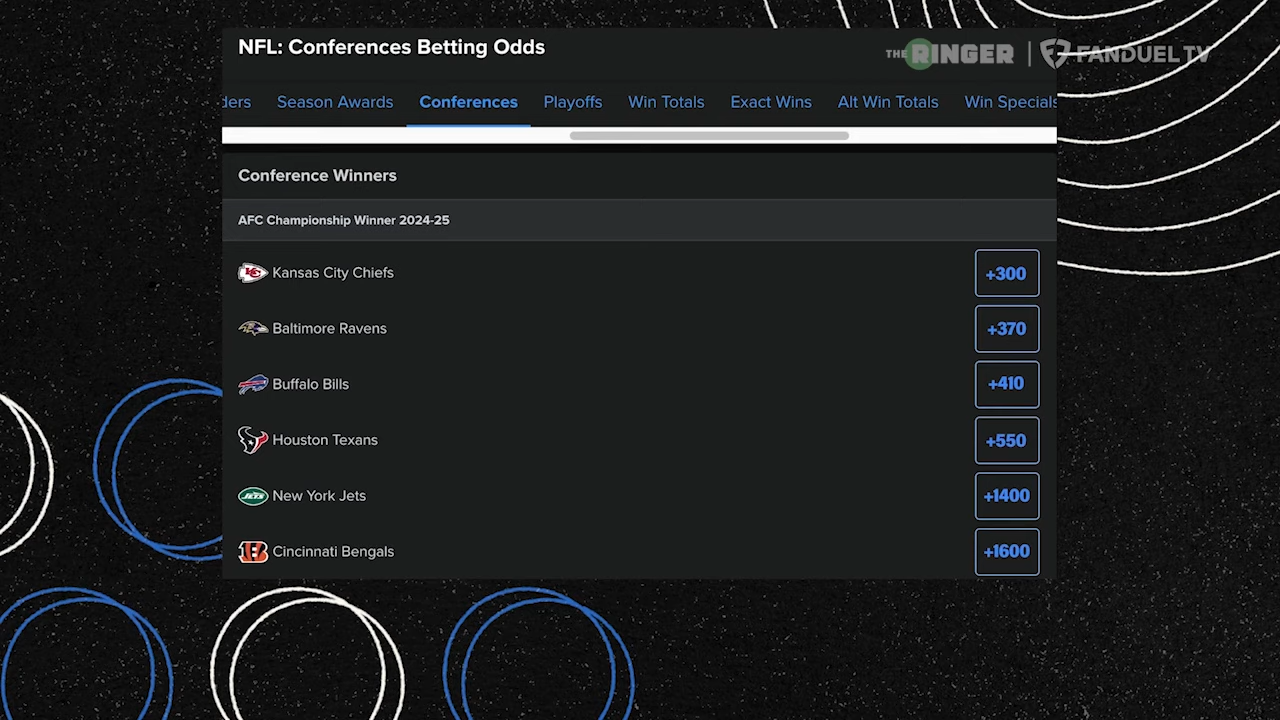 NFL: Conferences Betting Odds
THE RINGER | FANDUEL TV
ders Season Awards Conferences Playoffs Win Totals Exact Wins Alt Win Totals Win Specials
Conference Winners
AFC Championship Winner 2024-25
Kansas City Chiefs +300
Baltimore Ravens +370
Buffalo Bills +410
Houston Texans +550
JETS New York Jets +1400
Cincinnati Bengals +1600